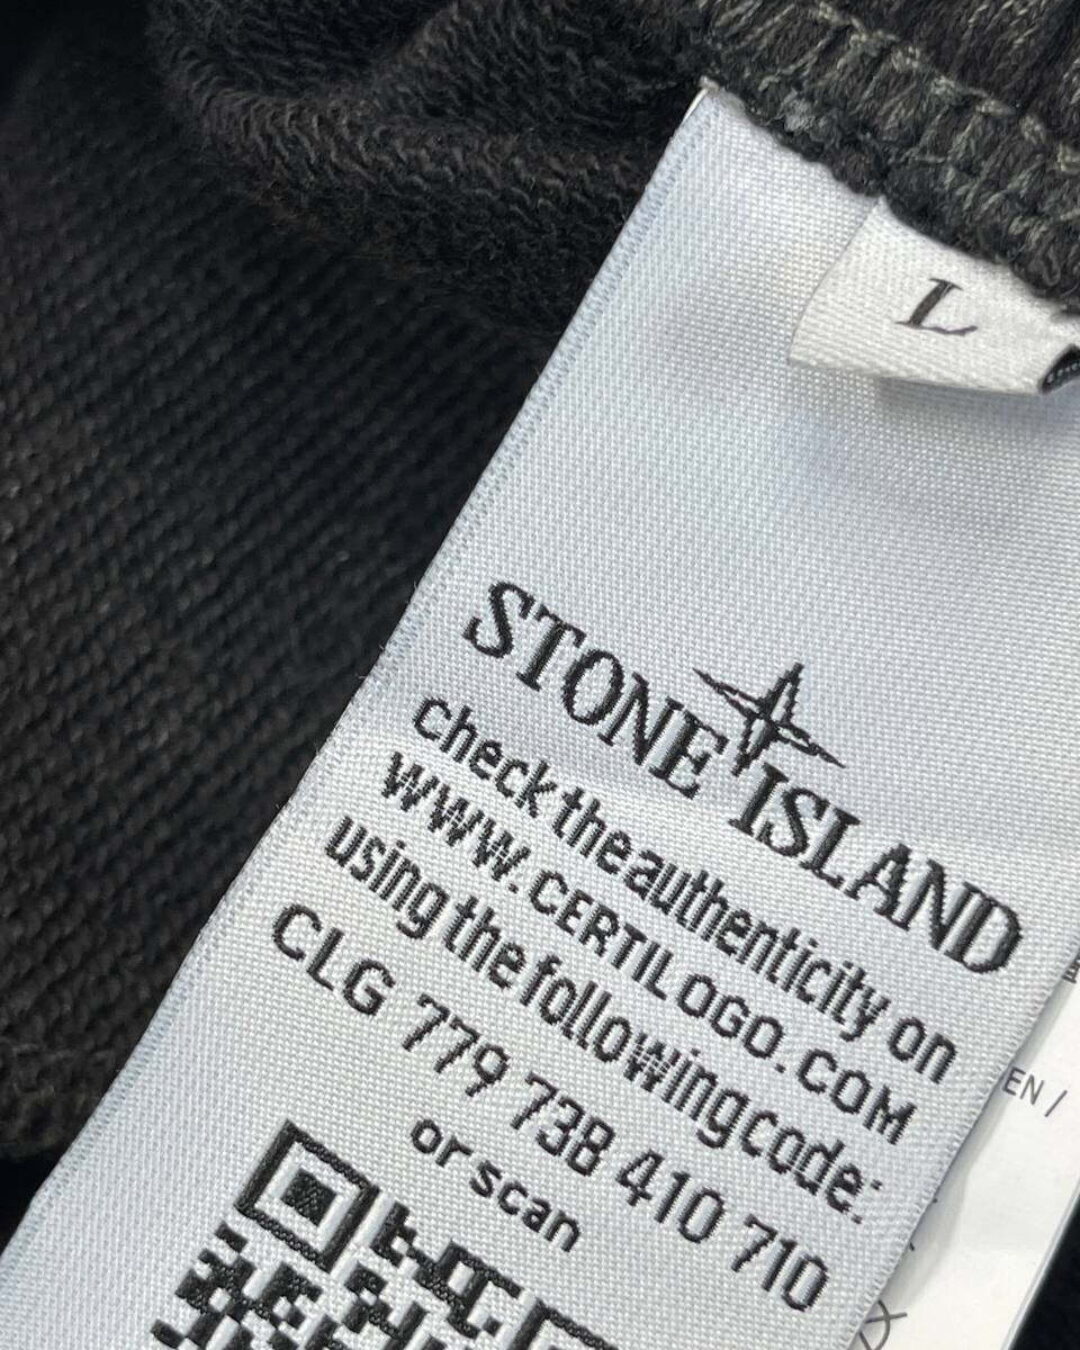 L
STONE ISLAND
check the authenticity on
WWW.CERTILOGO.COM
using the following code:
CLG 779 738 410 710
or scan
EN /